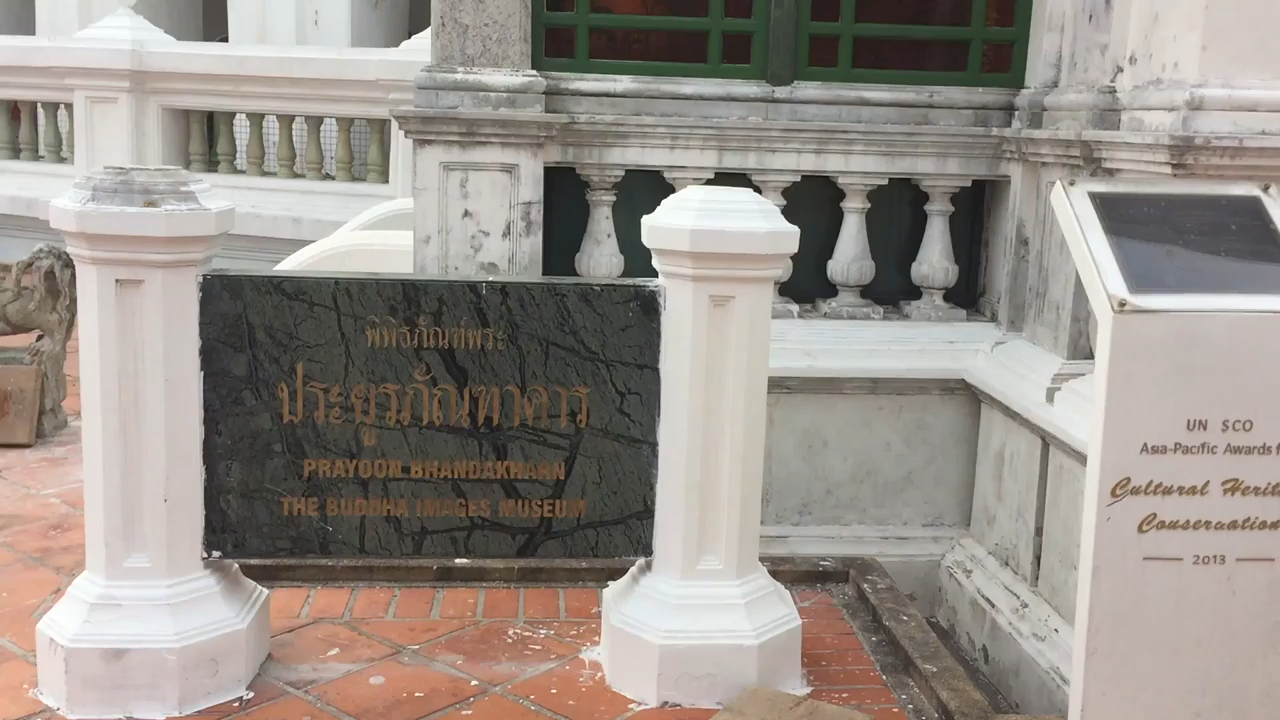 พิพิธภัณฑ์พระ
ประยูรภัณฑาคาร
PRAYOON BHANDAKHARN
THE BUDDHA IMAGES MUSEUM
UN SCO
Asia-Pacific Awards f
Cultural Herit
Conservation
2013